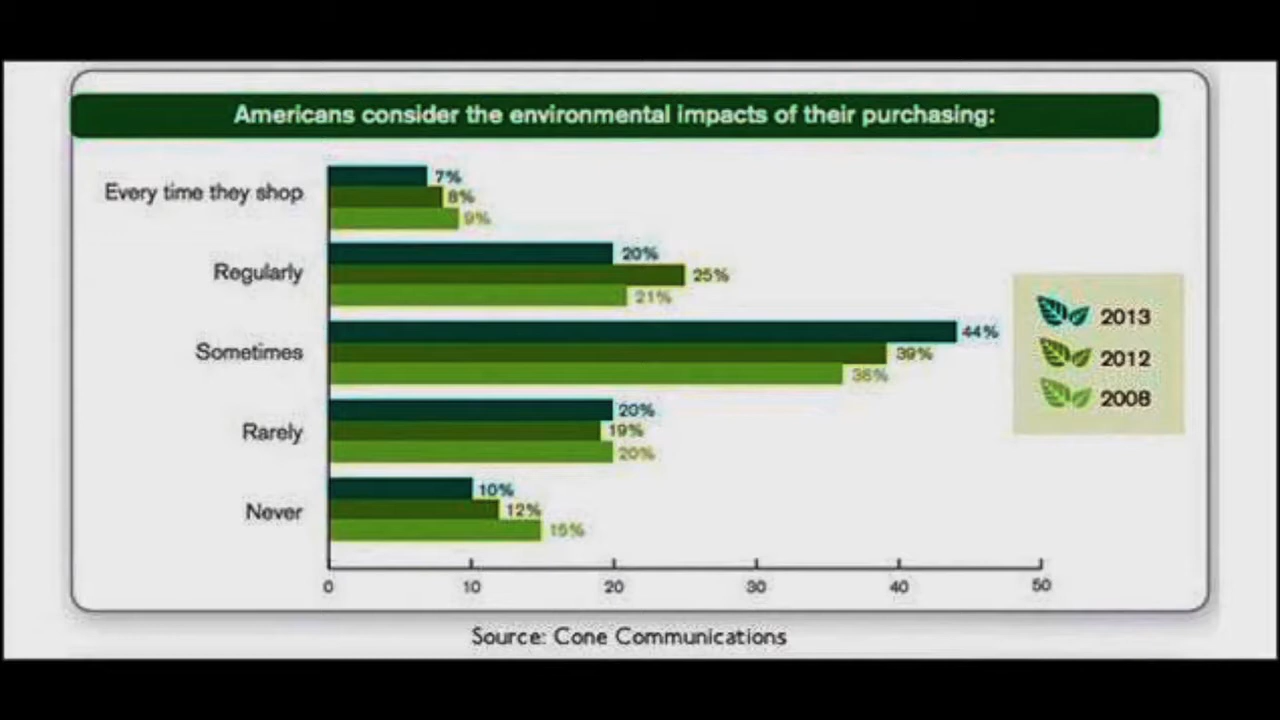 Americans consider the environmental impacts of their purchasing:
Every time they shop
7%
8%
9%
Regularly
20%
25%
21%
Sometimes
44%
39%
36%
Rarely
20%
19%
20%
Never
10%
12%
15%
0 10 20 30 40 50
2013
2012
2008
Source: Cone Communications